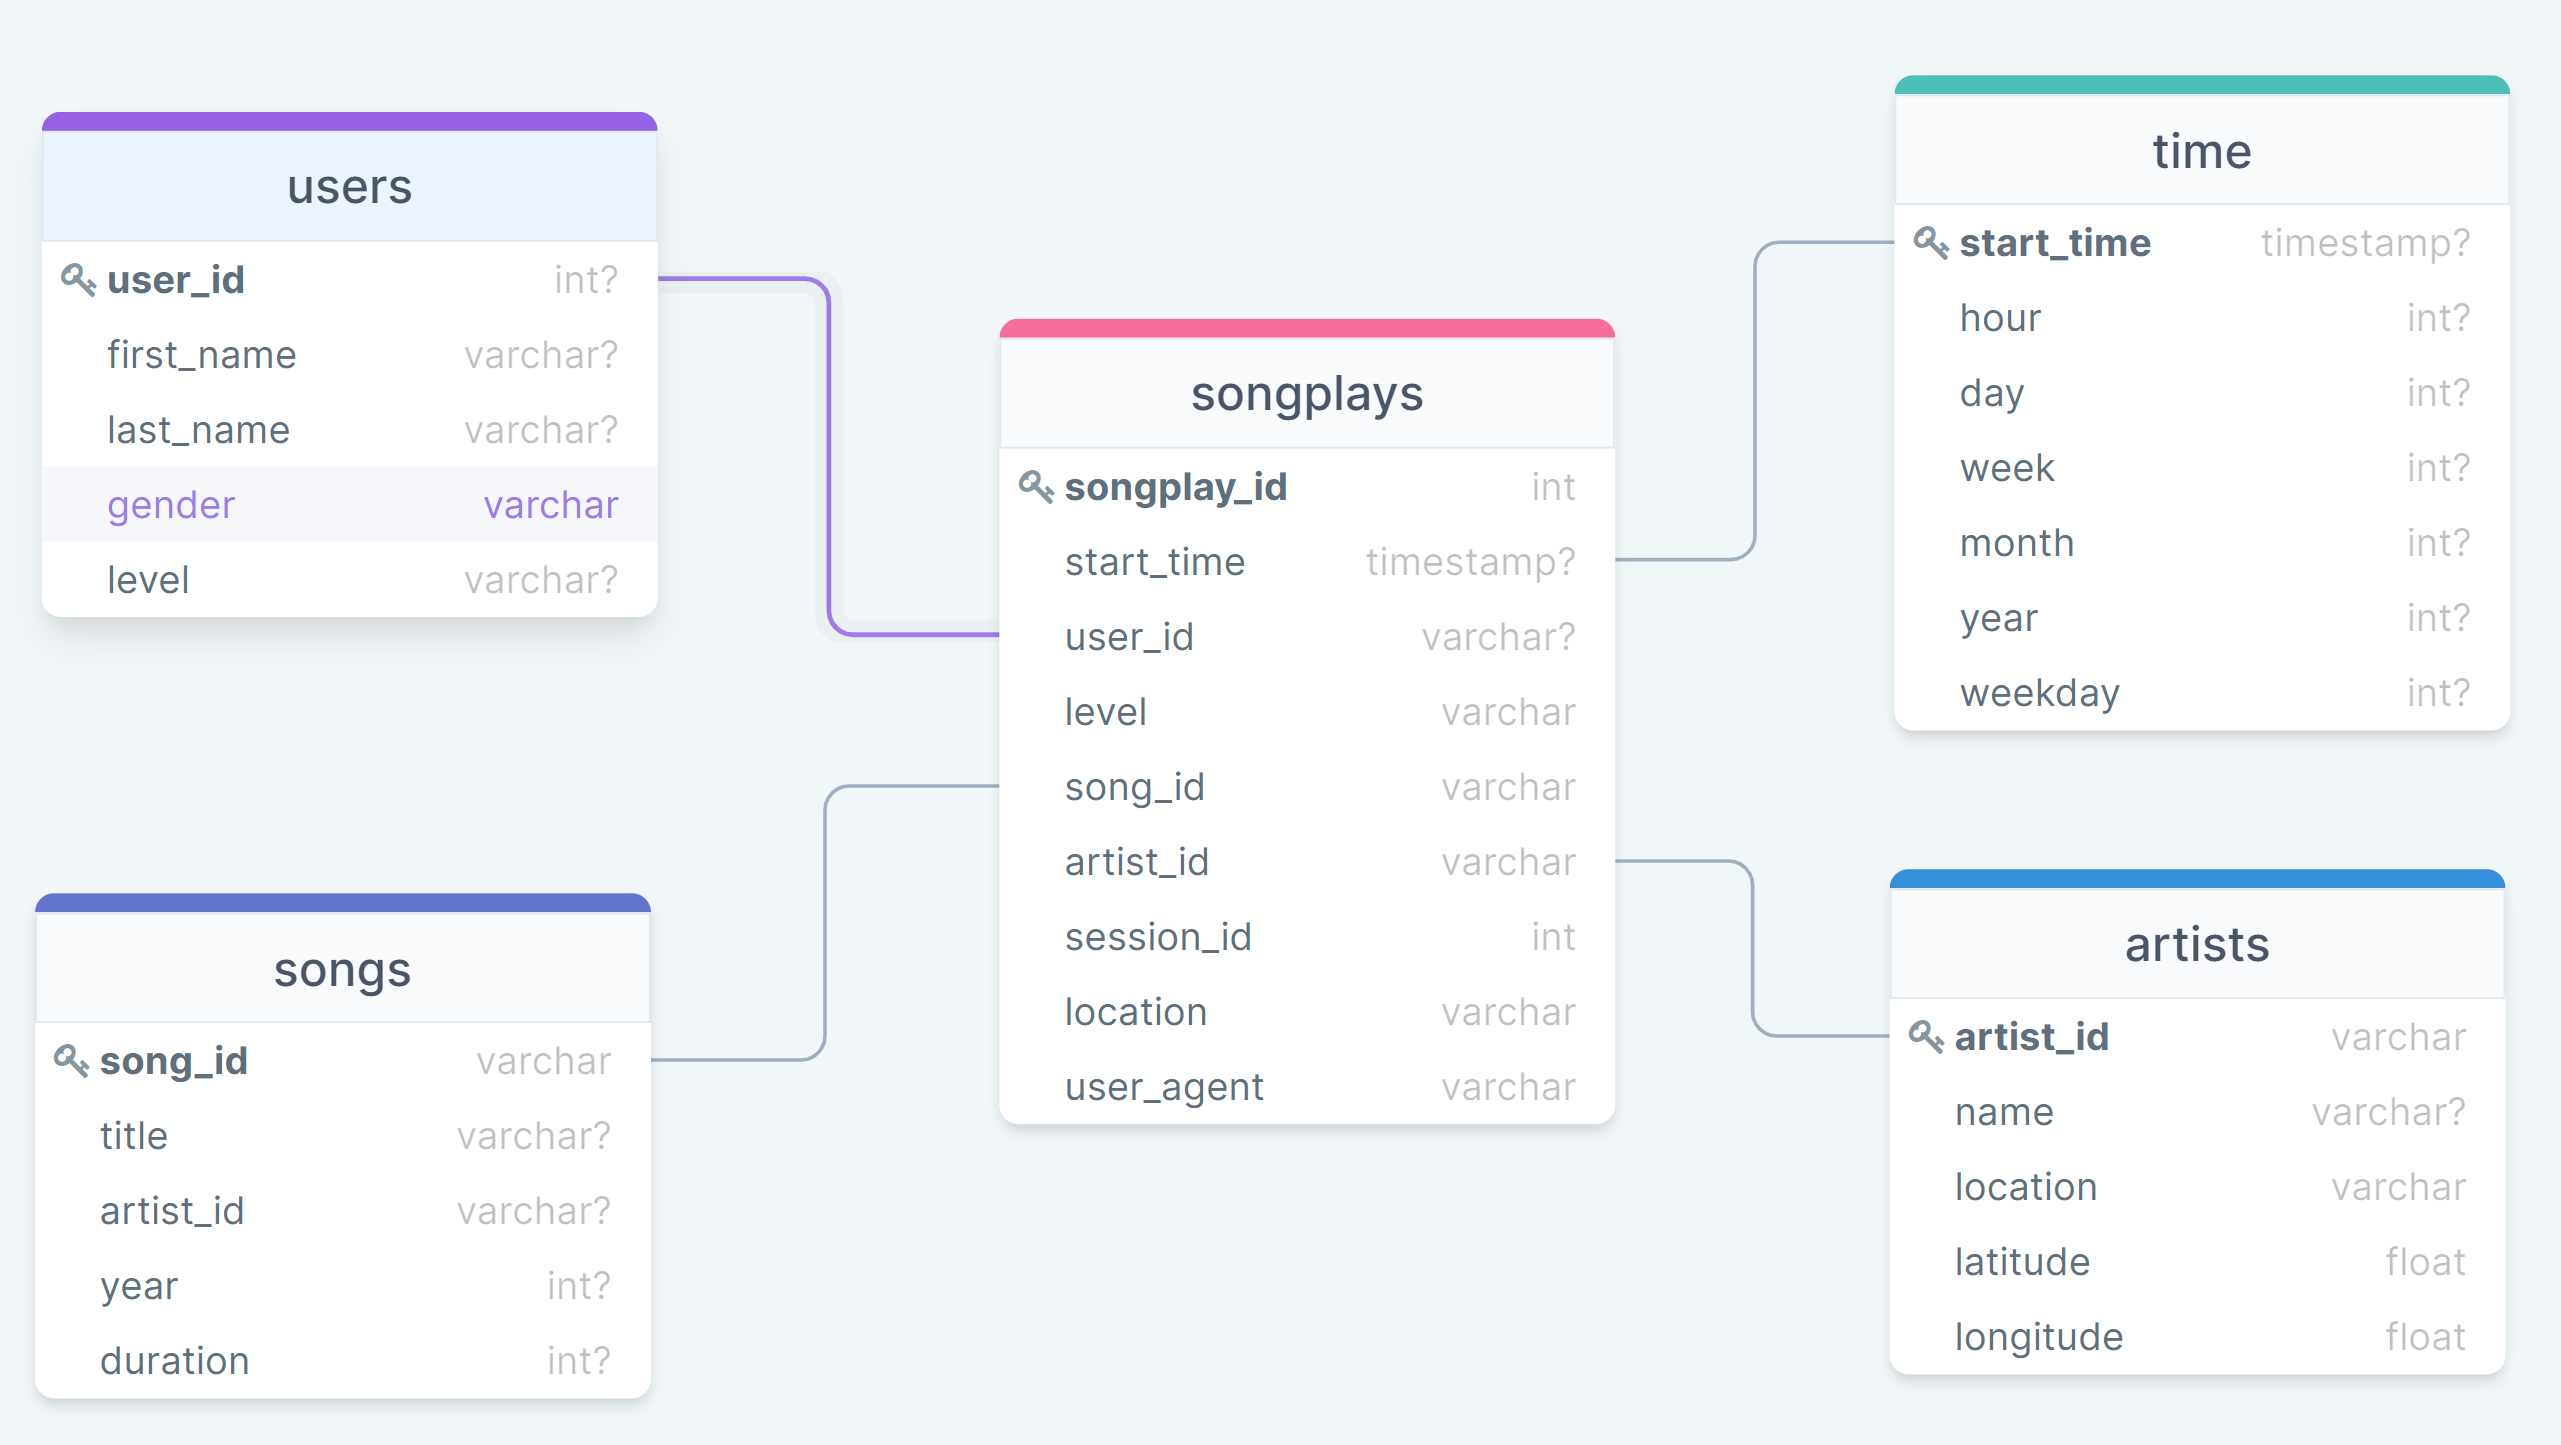 users
user_id int?
first_name varchar?
last_name varchar?
gender varchar
level varchar?
songs
song_id varchar
title varchar?
artist_id varchar?
year int?
duration int?
songplays
songplay_id int
start_time timestamp?
user_id varchar?
level varchar
song_id varchar
artist_id varchar
session_id int
location varchar
user_agent varchar
time
start_time timestamp?
hour int?
day int?
week int?
month int?
year int?
weekday int?
artists
artist_id varchar
name varchar?
location varchar
latitude float
longitude float